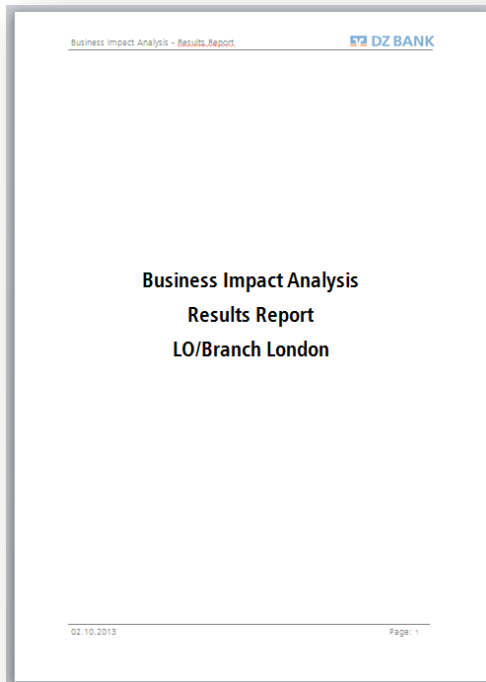 Business Impact Analysis - Results Report DZ BANK
Business Impact Analysis
Results Report
LO/Branch London
02.10.2013 Page: 1